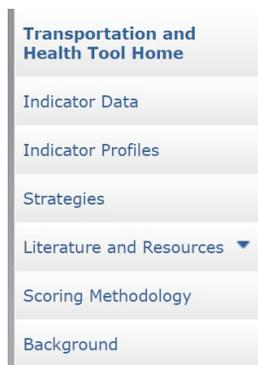 Transportation and
Health Tool Home
Indicator Data
Indicator Profiles
Strategies
Literature and Resources
Scoring Methodology
Background